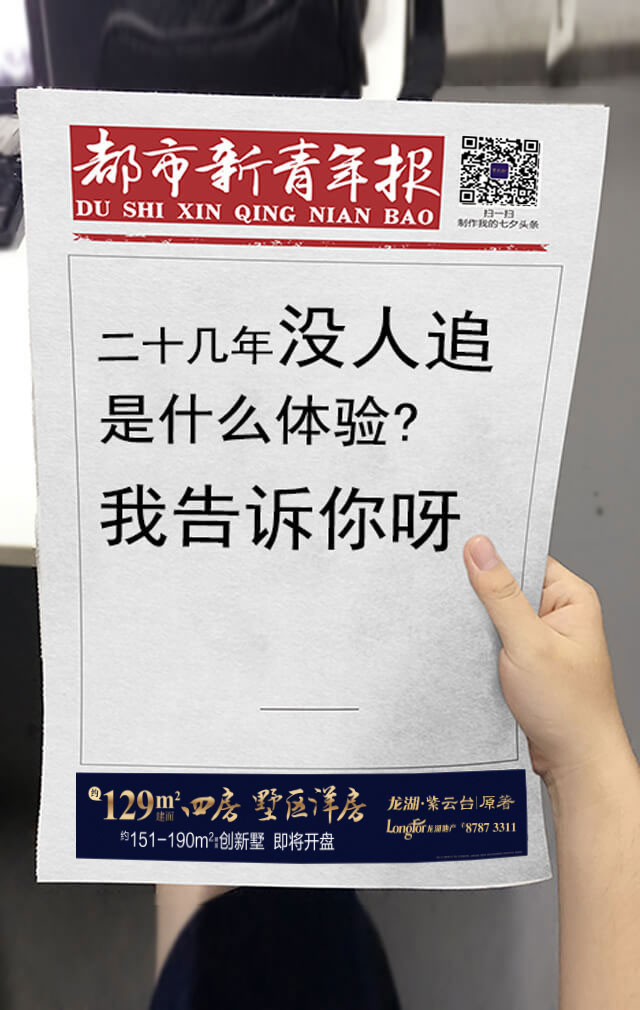 都市新青年报
DU SHI XIN QING NIAN BAO
扫一扫
制作我的七夕头条
二十几年没人追
是什么体验?
我告诉你呀
约129m²建面四房 墅区洋房
约151-190m²创新墅 即将开盘
龙湖·紫云台|原著
Longfor龙湖地产 8787 3311